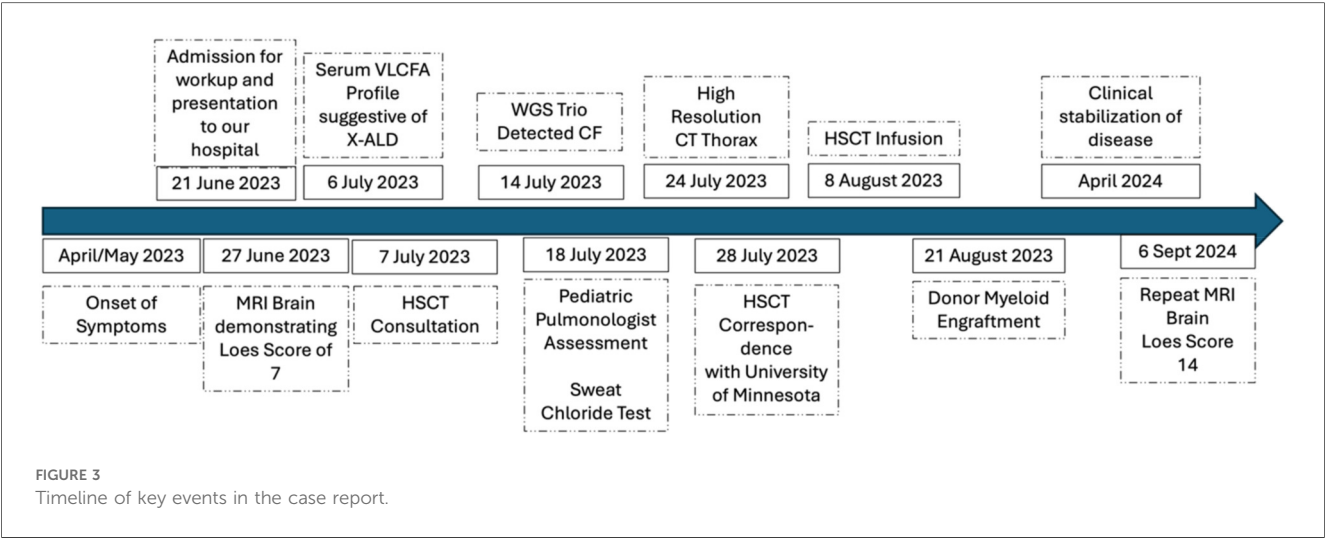 Admission for
workup and
presentation
to our
hospital
21 June 2023
Serum VLCFA
Profile
suggestive of
X-ALD
6 July 2023
WGS Trio
Detected CF
14 July 2023
High
Resolution
CT Thorax
24 July 2023
HSCT Infusion
8 August 2023
Clinical
stabilization of
disease
April 2024
April/May 2023
Onset of
Symptoms
27 June 2023
MRI Brain
demonstrating
Loes Score of
7
7 July 2023
HSCT
Consultation
18 July 2023
Pediatric
Pulmonologist
Assessment
Sweat
Chloride Test
28 July 2023
HSCT
Correspon-
dence
with University
of Minnesota
21 August 2023
Donor Myeloid
Engraftment
6 Sept 2024
Repeat MRI
Brain
Loes Score
14
FIGURE 3
Timeline of key events in the case report.